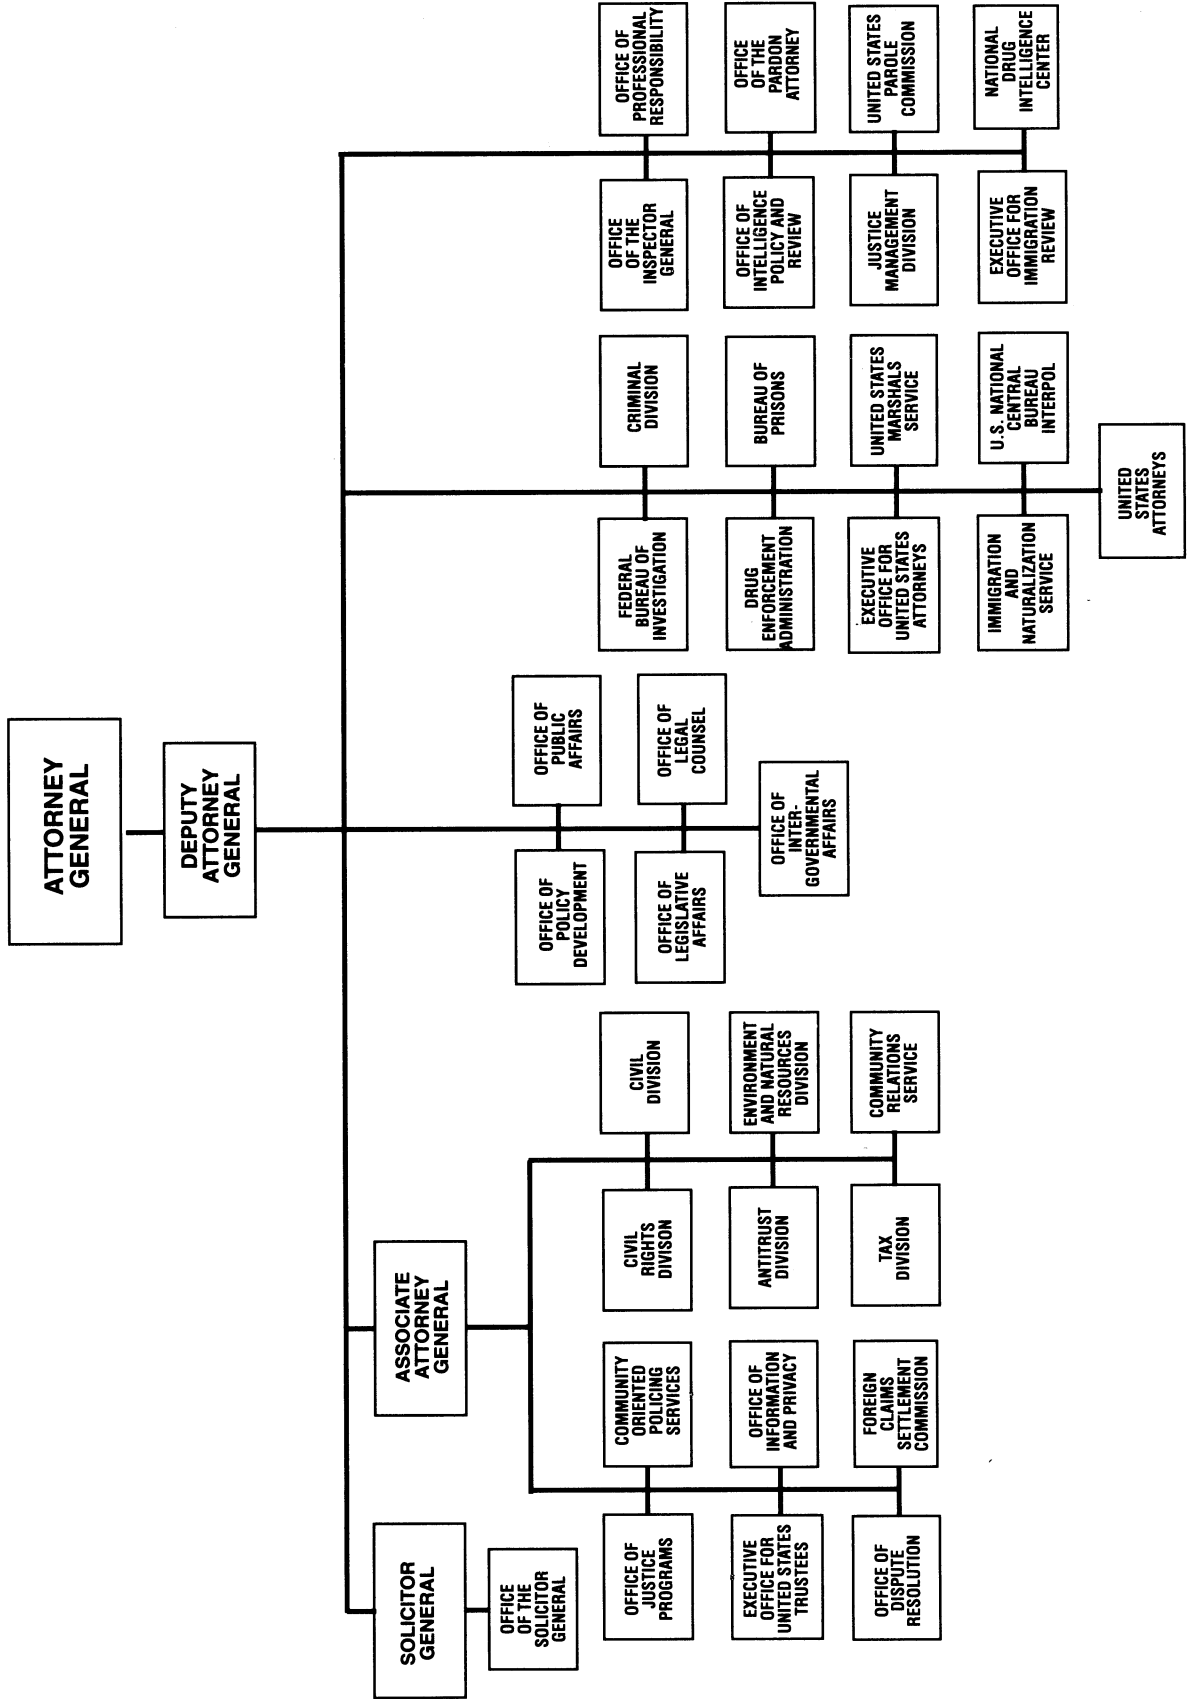 ATTORNEY
GENERAL
DEPUTY
ATTORNEY
GENERAL
SOLICITOR
GENERAL
OFFICE
OF THE
SOLICITOR
GENERAL
ASSOCIATE
ATTORNEY
GENERAL
OFFICE OF
JUSTICE
PROGRAMS
COMMUNITY
ORIENTED
POLICING
SERVICES
EXECUTIVE
OFFICE FOR
UNITED STATES
TRUSTEES
OFFICE OF
INFORMATION
AND PRIVACY
OFFICE OF
DISPUTE
RESOLUTION
FOREIGN
CLAIMS
SETTLEMENT
COMMISSION
CIVIL
RIGHTS
DIVISON
CIVIL
DIVISION
ANTITRUST
DIVISION
ENVIRONMENT
AND NATURAL
RESOURCES
DIVISION
TAX
DIVISION
COMMUNITY
RELATIONS
SERVICE
OFFICE OF
POLICY
DEVELOPMENT
OFFICE OF
PUBLIC
AFFAIRS
OFFICE OF
LEGISLATIVE
AFFAIRS
OFFICE OF
LEGAL
COUNSEL
OFFICE OF
INTER-
GOVERNMENTAL
AFFAIRS
FEDERAL
BUREAU OF
INVESTIGATION
CRIMINAL
DIVISION
DRUG
ENFORCEMENT
ADMINISTRATION
BUREAU OF
PRISONS
EXECUTIVE
OFFICE FOR
UNITED STATES
ATTORNEYS
UNITED STATES
MARSHALS
SERVICE
IMMIGRATION
AND
NATURALIZATION
SERVICE
U.S. NATIONAL
CENTRAL
BUREAU
INTERPOL
UNITED
STATES
ATTORNEYS
OFFICE
OF THE
INSPECTOR
GENERAL
OFFICE OF
PROFESSIONAL
RESPONSIBILITY
OFFICE OF
INTELLIGENCE
POLICY AND
REVIEW
OFFICE
OF THE
PARDON
ATTORNEY
JUSTICE
MANAGEMENT
DIVISION
UNITED STATES
PAROLE
COMMISSION
EXECUTIVE
OFFICE FOR
IMMIGRATION
REVIEW
NATIONAL
DRUG
INTELLIGENCE
CENTER